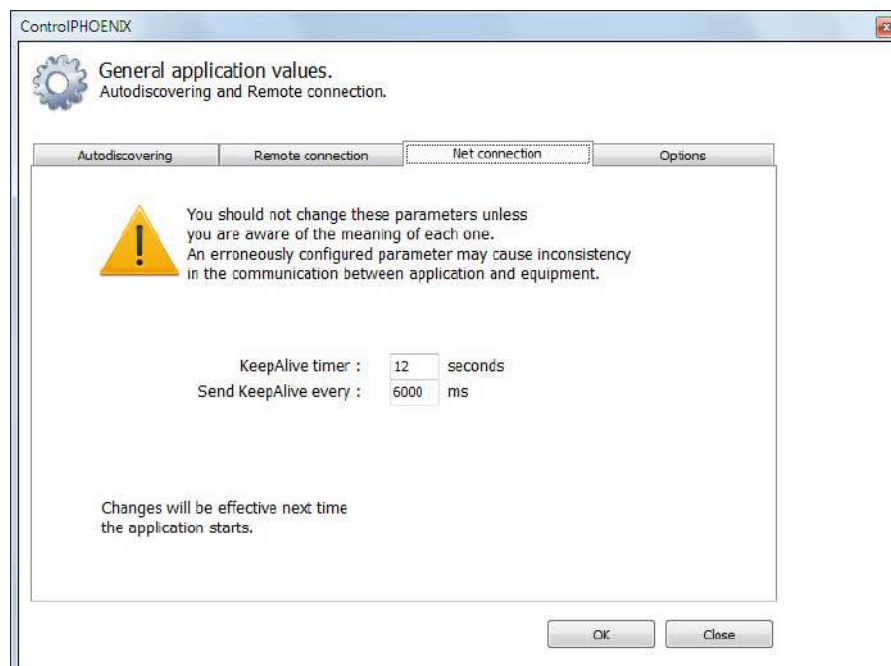 ControlPHOENIX
General application values.
Autodiscovering and Remote connection.
Autodiscovering
Remote connection
Net connection
Options
You should not change these parameters unless
you are aware of the meaning of each one.
An erroneously configured parameter may cause inconsistency
in the communication between application and equipment.
KeepAlive timer : 12 seconds
Send KeepAlive every : 6000 ms
Changes will be effective next time
the application starts.
OK
Close